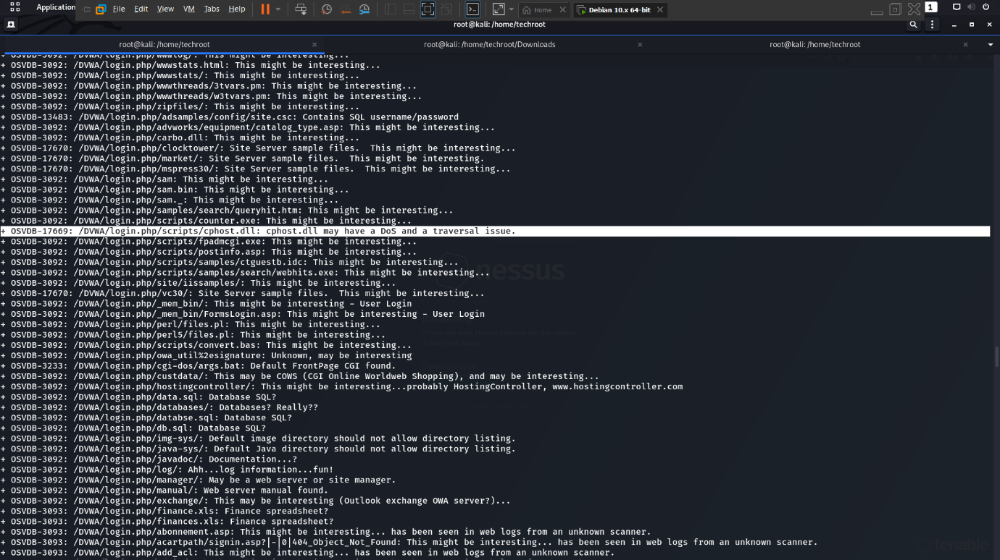 Application
File Edit View VM Tabs Help
Home
Debian 10.x 64-bit
1
root@kali: /home/techroot
root@kali: /home/techroot
root@kali: /home/techroot/Downloads
root@kali: /home/techroot
+ OSVDB-3092: /DVWA/login.php/wwwlog/: This might be interesting...
+ OSVDB-3092: /DVWA/login.php/wwwstats.html: This might be interesting...
+ OSVDB-3092: /DVWA/login.php/wwwstats/: This might be interesting...
+ OSVDB-3092: /DVWA/login.php/wwwthreads/3tvars.pm: This might be interesting...
+ OSVDB-3092: /DVWA/login.php/wwwthreads/w3tvars.pm: This might be interesting...
+ OSVDB-3092: /DVWA/login.php/zipfiles/: This might be interesting...
+ OSVDB-13483: /DVWA/login.php/adsamples/config/site.csc: Contains SQL username/password
+ OSVDB-3092: /DVWA/login.php/advworks/equipment/catalog_type.asp: This might be interesting...
+ OSVDB-3092: /DVWA/login.php/carbo.dll: This might be interesting...
+ OSVDB-17670: /DVWA/login.php/clocktower/: Site Server sample files.  This might be interesting...
+ OSVDB-17670: /DVWA/login.php/market/: Site Server sample files.  This might be interesting.
+ OSVDB-17670: /DVWA/login.php/mspress30/: Site Server sample files.  This might be interesting...
+ OSVDB-3092: /DVWA/login.php/sam: This might be interesting...
+ OSVDB-3092: /DVWA/login.php/sam.bin: This might be interesting...
+ OSVDB-3092: /DVWA/login.php/sam._: This might be interesting...
+ OSVDB-3092: /DVWA/login.php/samples/search/queryhit.htm: This might be interesting...
+ OSVDB-3092: /DVWA/login.php/scripts/counter.exe: This might be interesting...
+ OSVDB-17669: /DVWA/login.php/scripts/cphost.dll: cphost.dll may have a DoS and a traversal issue.
+ OSVDB-3092: /DVWA/login.php/scripts/fpadmcgi.exe: This might be interesting...
+ OSVDB-3092: /DVWA/login.php/scripts/postinfo.asp: This might be interesting...
+ OSVDB-3092: /DVWA/login.php/scripts/samples/ctguestb.idc: This might be interesting...
+ OSVDB-3092: /DVWA/login.php/scripts/samples/search/webhits.exe: This might be interesting...
+ OSVDB-3092: /DVWA/login.php/site/iissamples/: This might be interesting...
+ OSVDB-17670: /DVWA/login.php/vc30/: Site Server sample files.  This might be interesting...
+ OSVDB-3092: /DVWA/login.php/_mem_bin/: This might be interesting - User Login
+ OSVDB-3092: /DVWA/login.php/_mem_bin/FormsLogin.asp: This might be interesting - User Login
+ OSVDB-3092: /DVWA/login.php/perl/files.pl: This might be interesting...
+ OSVDB-3092: /DVWA/login.php/perl5/files.pl: This might be interesting...
+ OSVDB-3092: /DVWA/login.php/scripts/convert.bas: This might be interesting...
+ OSVDB-3092: /DVWA/login.php/owa_util%2esignature: Unknown, may be interesting
+ OSVDB-3233: /DVWA/login.php/cgi-dos/args.bat: Default FrontPage CGI found.
+ OSVDB-3092: /DVWA/login.php/custdata/: This may be COWS (CGI Online Worldweb Shopping), and may be interesting...
+ OSVDB-3092: /DVWA/login.php/hostingcontroller/: This might be interesting...probably HostingController, www.hostingcontroller.com
+ OSVDB-3092: /DVWA/login.php/data.sql: Database SQL?
+ OSVDB-3092: /DVWA/login.php/databases/: Databases? Really??
+ OSVDB-3092: /DVWA/login.php/databse.sql: Database SQL?
+ OSVDB-3092: /DVWA/login.php/db.sql: Database SQL?
+ OSVDB-3092: /DVWA/login.php/img-sys/: Default image directory should not allow directory listing.
+ OSVDB-3092: /DVWA/login.php/java-sys/: Default Java directory should not allow directory listing.
+ OSVDB-3092: /DVWA/login.php/javadoc/: Documentation...?
+ OSVDB-3092: /DVWA/login.php/log/: Ahh...log information...fun!
+ OSVDB-3092: /DVWA/login.php/manager/: May be a web server or site manager.
+ OSVDB-3092: /DVWA/login.php/manual/: Web server manual found.
+ OSVDB-3092: /DVWA/login.php/exchange/: This may be interesting (Outlook exchange OWA server?)...
+ OSVDB-3093: /DVWA/login.php/finance.xls: Finance spreadsheet?
+ OSVDB-3093: /DVWA/login.php/finances.xls: Finance spreadsheet?
+ OSVDB-3093: /DVWA/login.php/abonnement.asp: This might be interesting... has been seen in web logs from an unknown scanner.
+ OSVDB-3093: /DVWA/login.php/acartpath/signin.asp?|-|0|404_Object_Not_Found: This might be interesting... has been seen in web logs from an unknown scanner.
+ OSVDB-3093: /DVWA/login.php/add_acl: This might be interesting... has been seen in web logs from an unknown scanner.
nessus
tenable